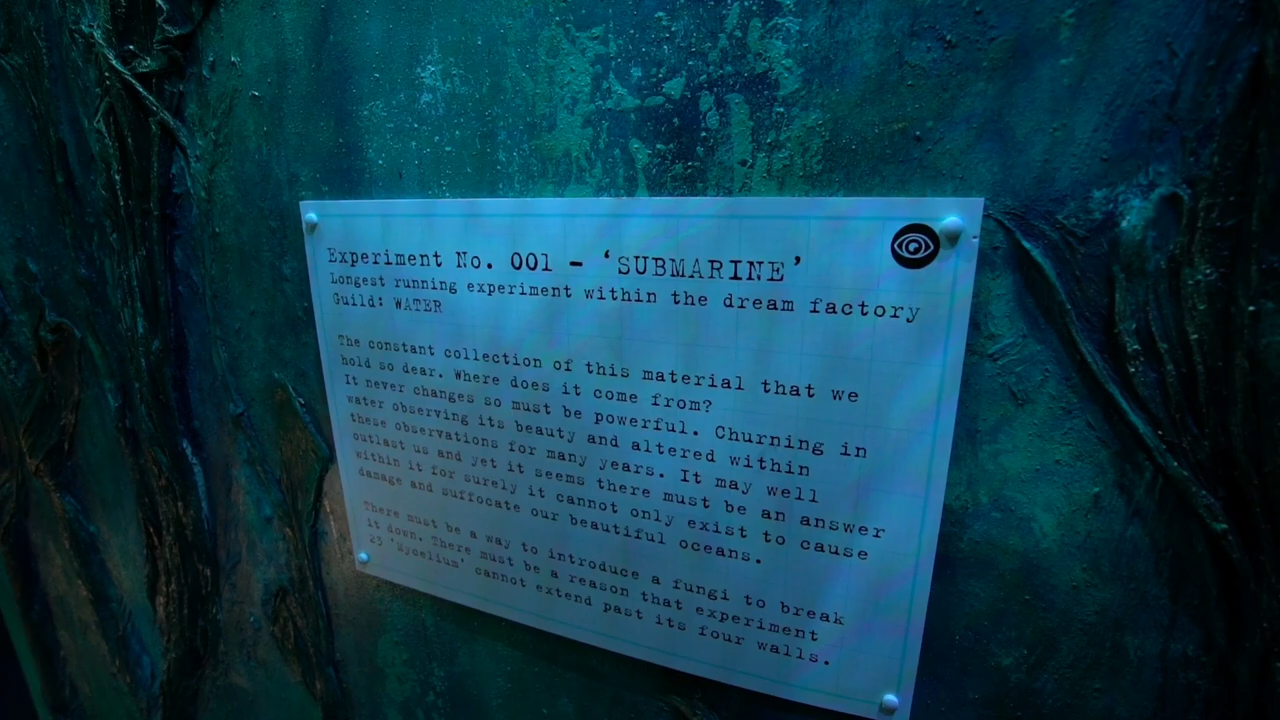 Experiment No. 001 – ‘SUBMARINE’
Longest running experiment within the dream factory
Guild: WATER
The constant collection of this material that we
hold so dear. Where does it come from?
It never changes so must be powerful. Churning in
water observing its beauty and altered within
these observations for many years. It may well
outlast us and yet it seems there must be an answer
within it for surely it cannot only exist to cause
damage and suffocate our beautiful oceans.
There must be a way to introduce a fungi to break
it down. There must be a reason that experiment
23 ‘Mycelium’ cannot extend past its four walls.